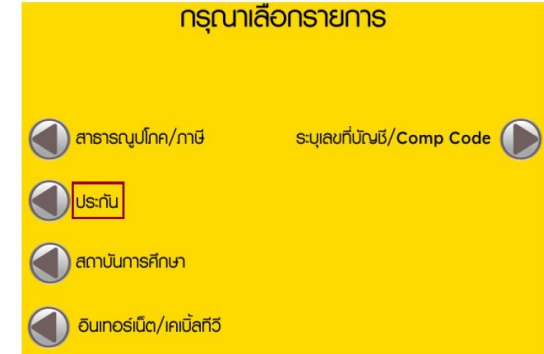 กรุณาเลือกรายการ
สาธารณูปโภค/ภาษี
ระบุเลขที่บัญชี/Comp Code
ประกัน
สถาบันการศึกษา
อินเทอร์เน็ต/เคเบิ้ลทีวี